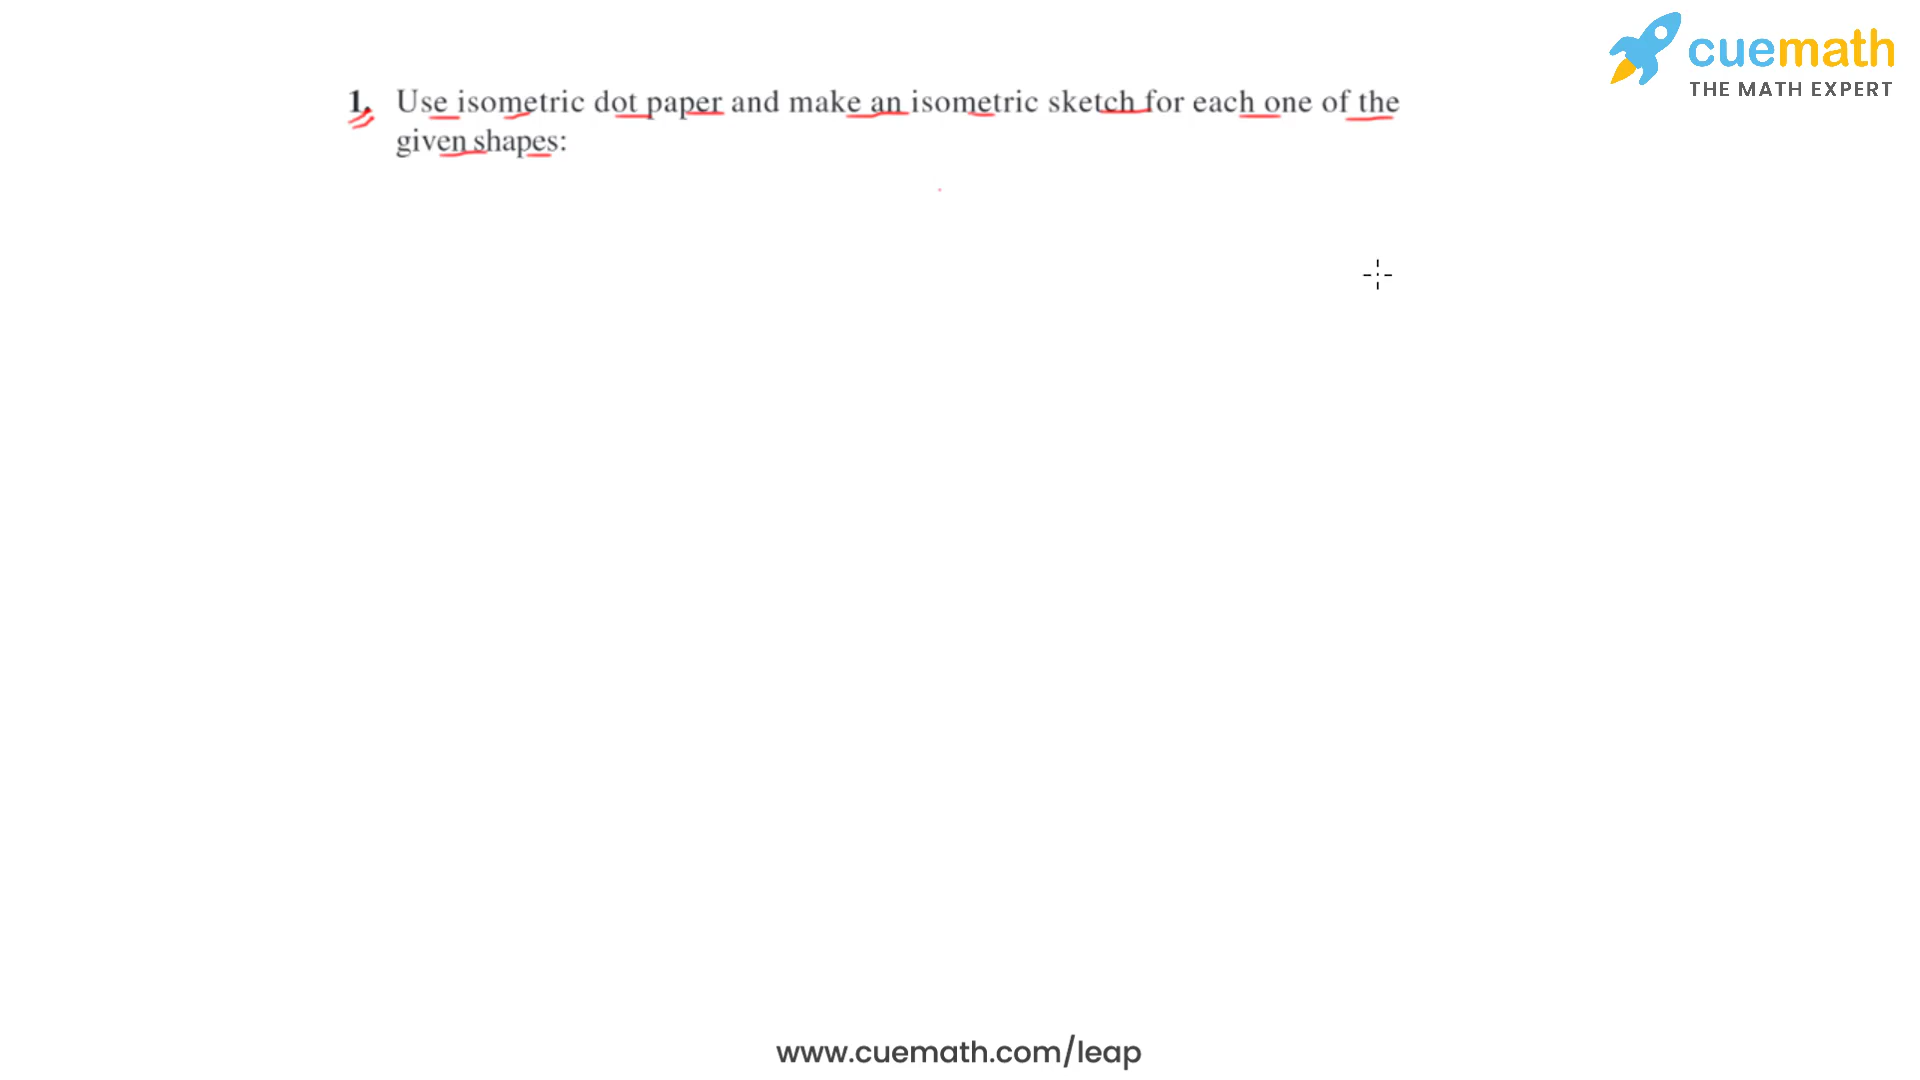 cuemath
THE MATH EXPERT
1. Use isometric dot paper and make an isometric sketch for each one of the
given shapes:
www.cuemath.com/leap